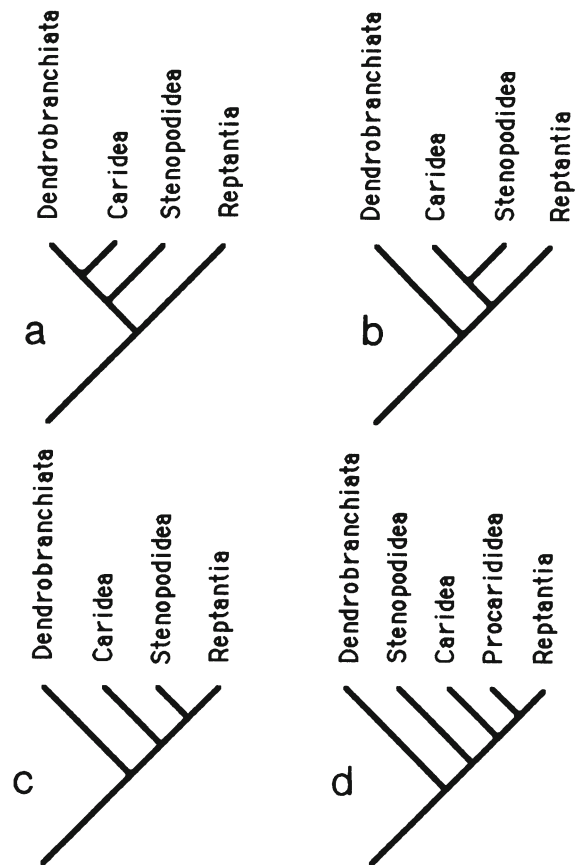 Dendrobranchiata
Caridea
Stenopodidea
Reptantia
a
Dendrobranchiata
Caridea
Stenopodidea
Reptantia
b
Dendrobranchiata
Caridea
Stenopodidea
Reptantia
c
Dendrobranchiata
Stenopodidea
Caridea
Procarididea
Reptantia
d